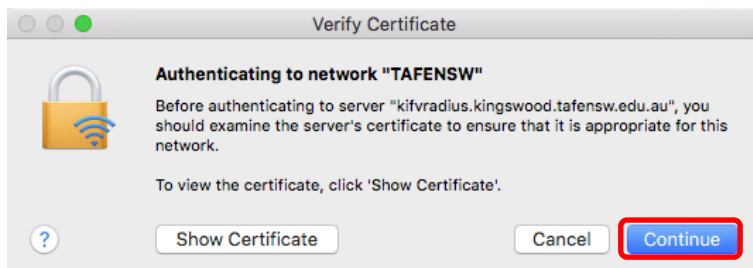 Verify Certificate
Authenticating to network "TAFENSW"
Before authenticating to server "kifvradius.kingswood.tafensw.edu.au", you
should examine the server's certificate to ensure that it is appropriate for this
network.
To view the certificate, click 'Show Certificate'.
?
Show Certificate
Cancel
Continue